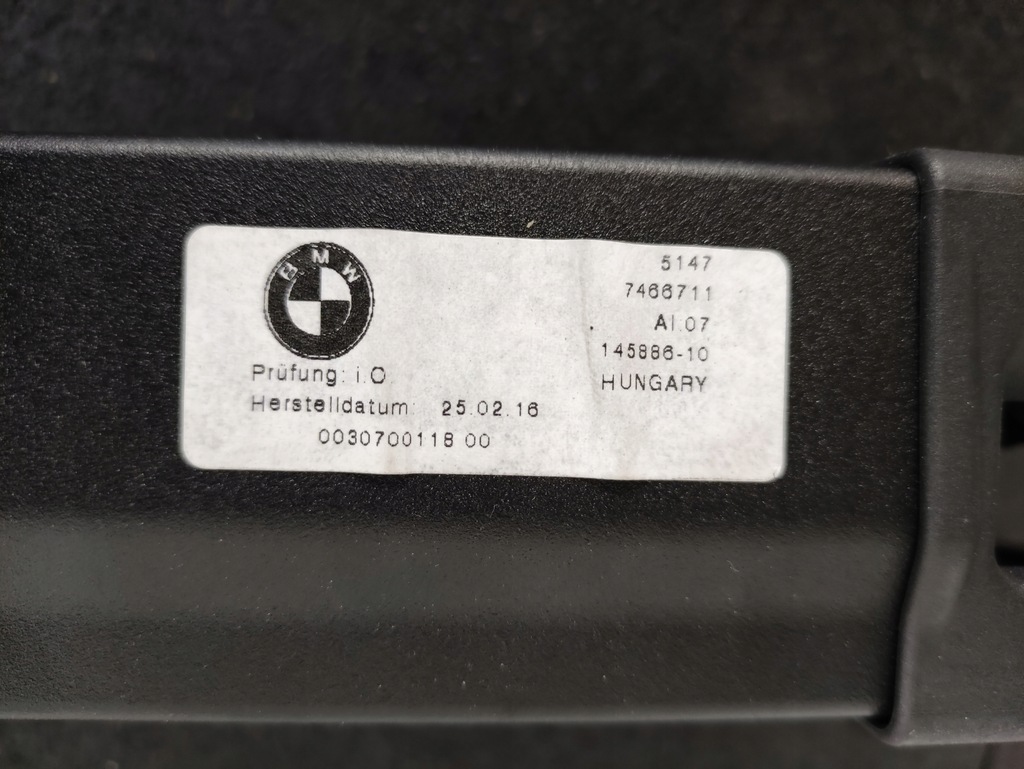 BMW
5147
7466711
AI.07
145886-10
HUNGARY
Prüfung: i.O
Herstelldatum: 25.02.16
0030700118 00